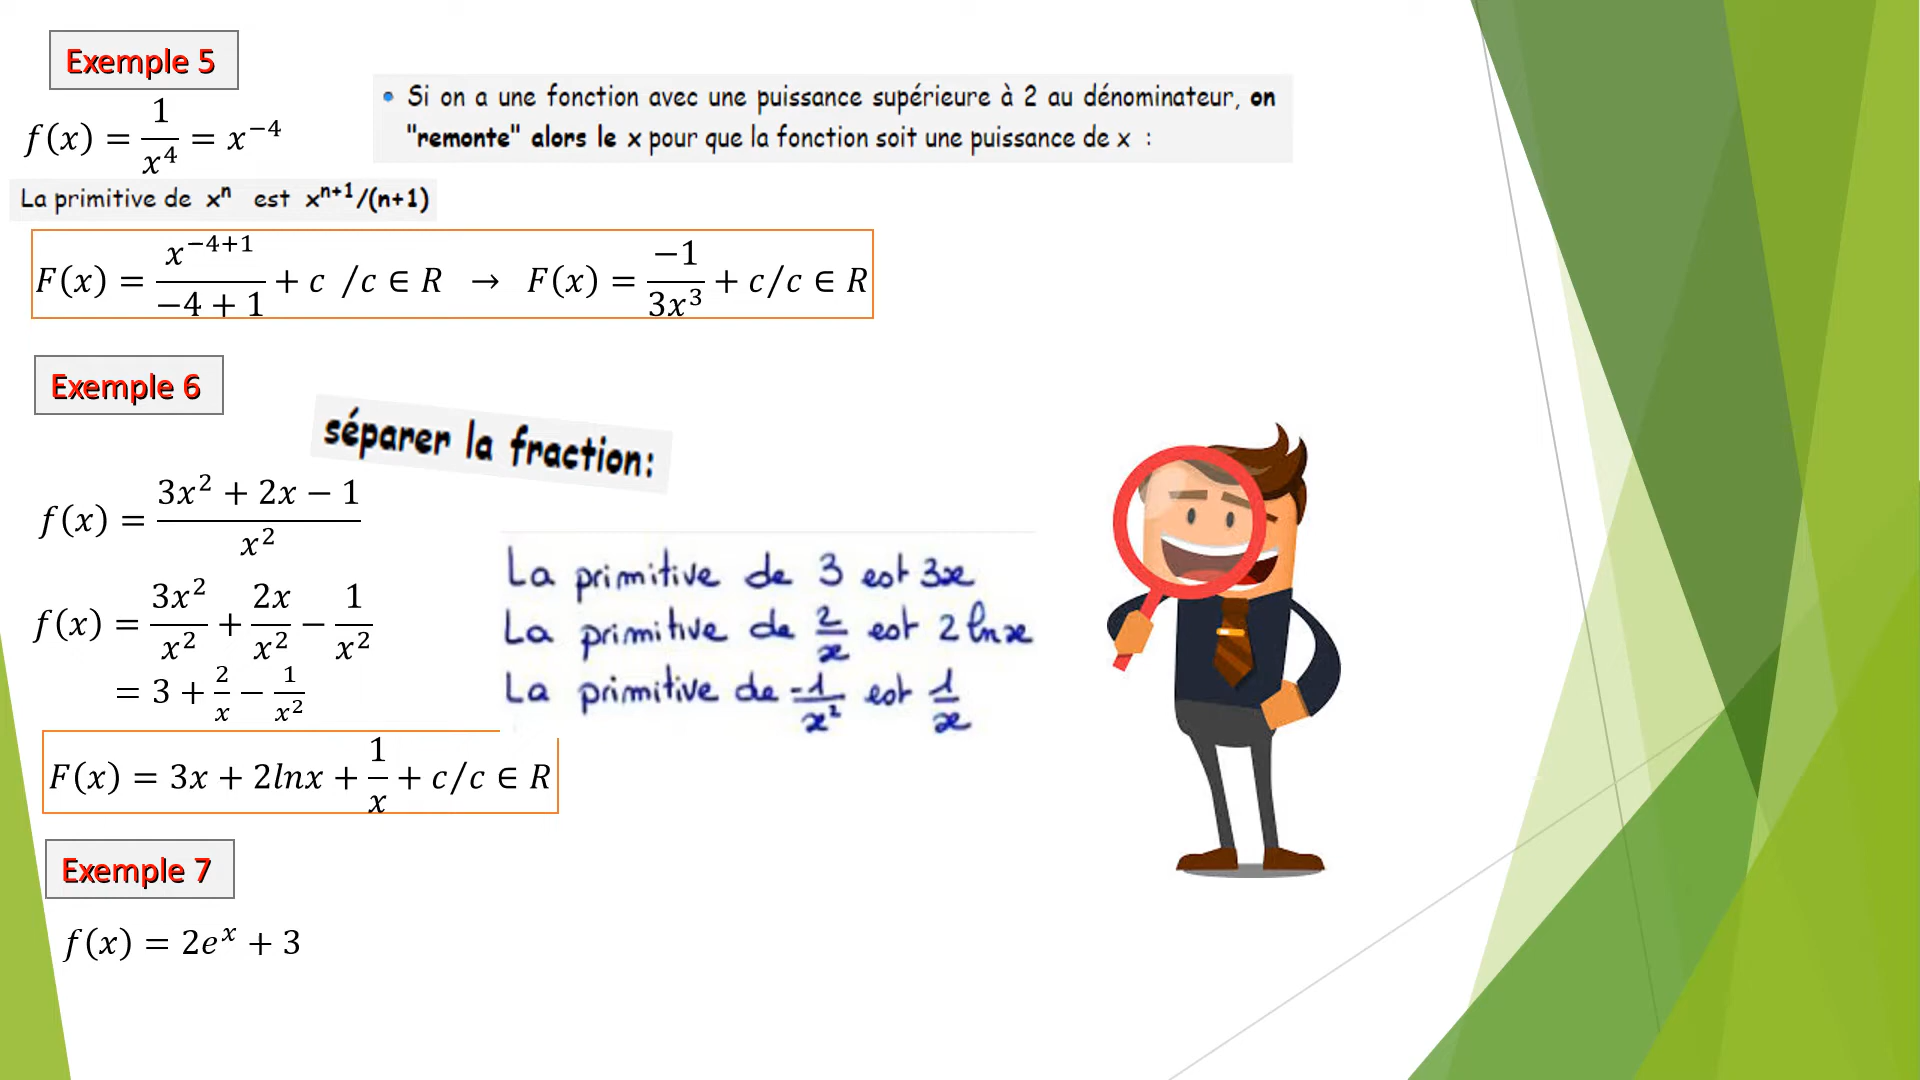 Exemple 5
f(x) = 1/x⁴ = x⁻⁴
• Si on a une fonction avec une puissance supérieure à 2 au dénominateur, on
"remonte" alors le x pour que la fonction soit une puissance de x :
La primitive de xⁿ est xⁿ⁺¹/(n+1)
F(x) = x⁻⁴⁺¹/(−4 + 1) + c /c ∈ R → F(x) = −1/3x³ + c/c ∈ R
Exemple 6
séparer la fraction:
f(x) = (3x² + 2x − 1)/x²
f(x) = 3x²/x² + 2x/x² − 1/x²
= 3 + 2/x − 1/x²
La primitive de 3 est 3x
La primitive de 2/x est 2 lnx
La primitive de -1/x² est 1/x
F(x) = 3x + 2lnx + 1/x + c/c ∈ R
Exemple 7
f(x) = 2eˣ + 3